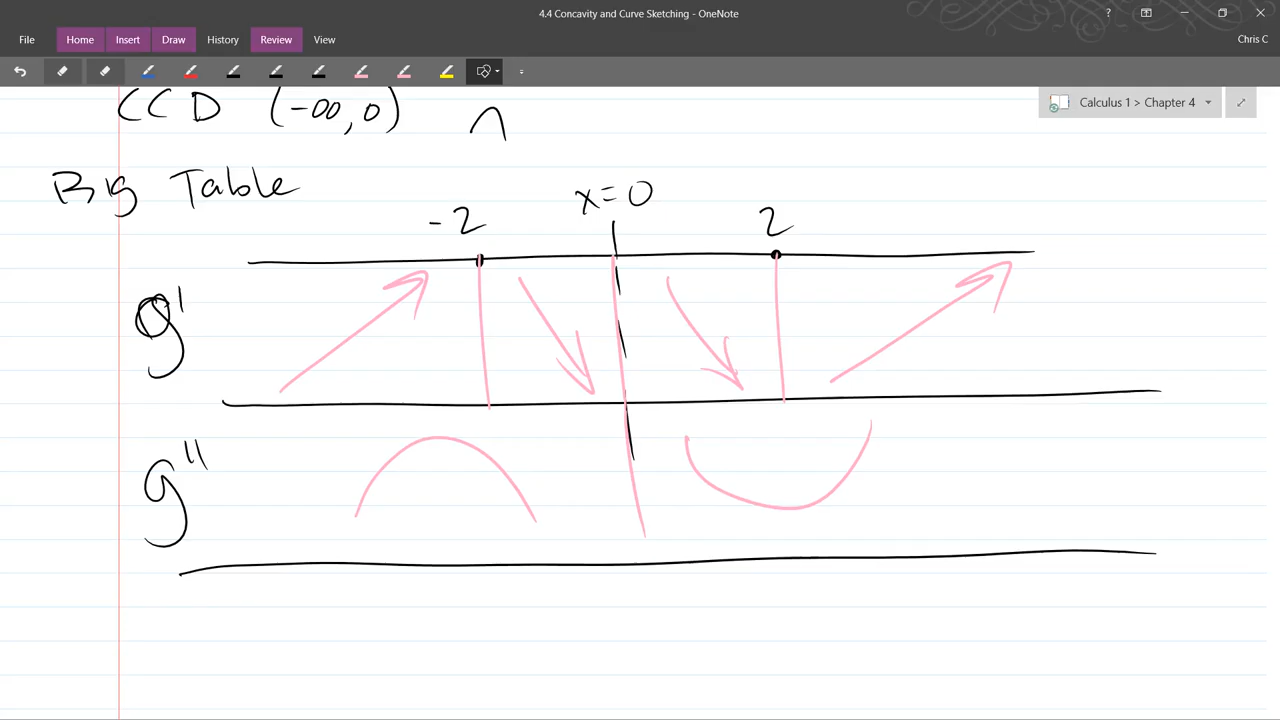 4.4 Concavity and Curve Sketching - OneNote
File Home Insert Draw History Review View
Chris C
Calculus 1 > Chapter 4
CCD (-∞, 0)
Big Table
-2 x=0 2
g'
g''